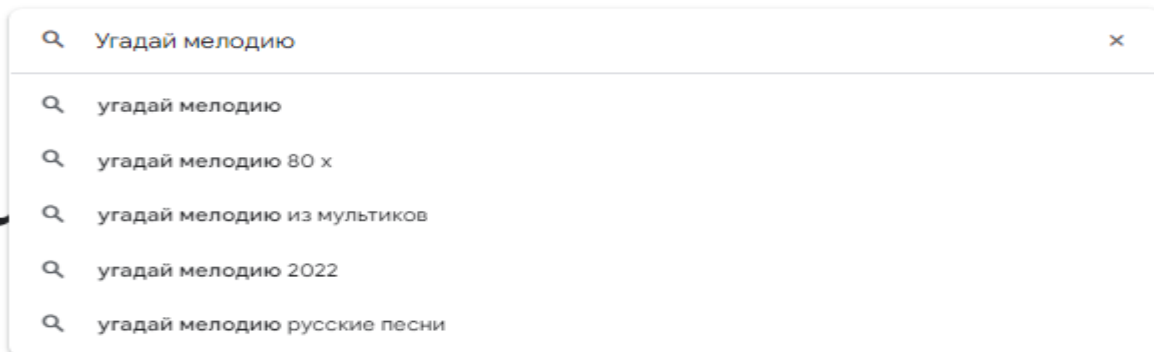 Угадай мелодию
угадай мелодию
угадай мелодию 80 х
угадай мелодию из мультиков
угадай мелодию 2022
угадай мелодию русские песни